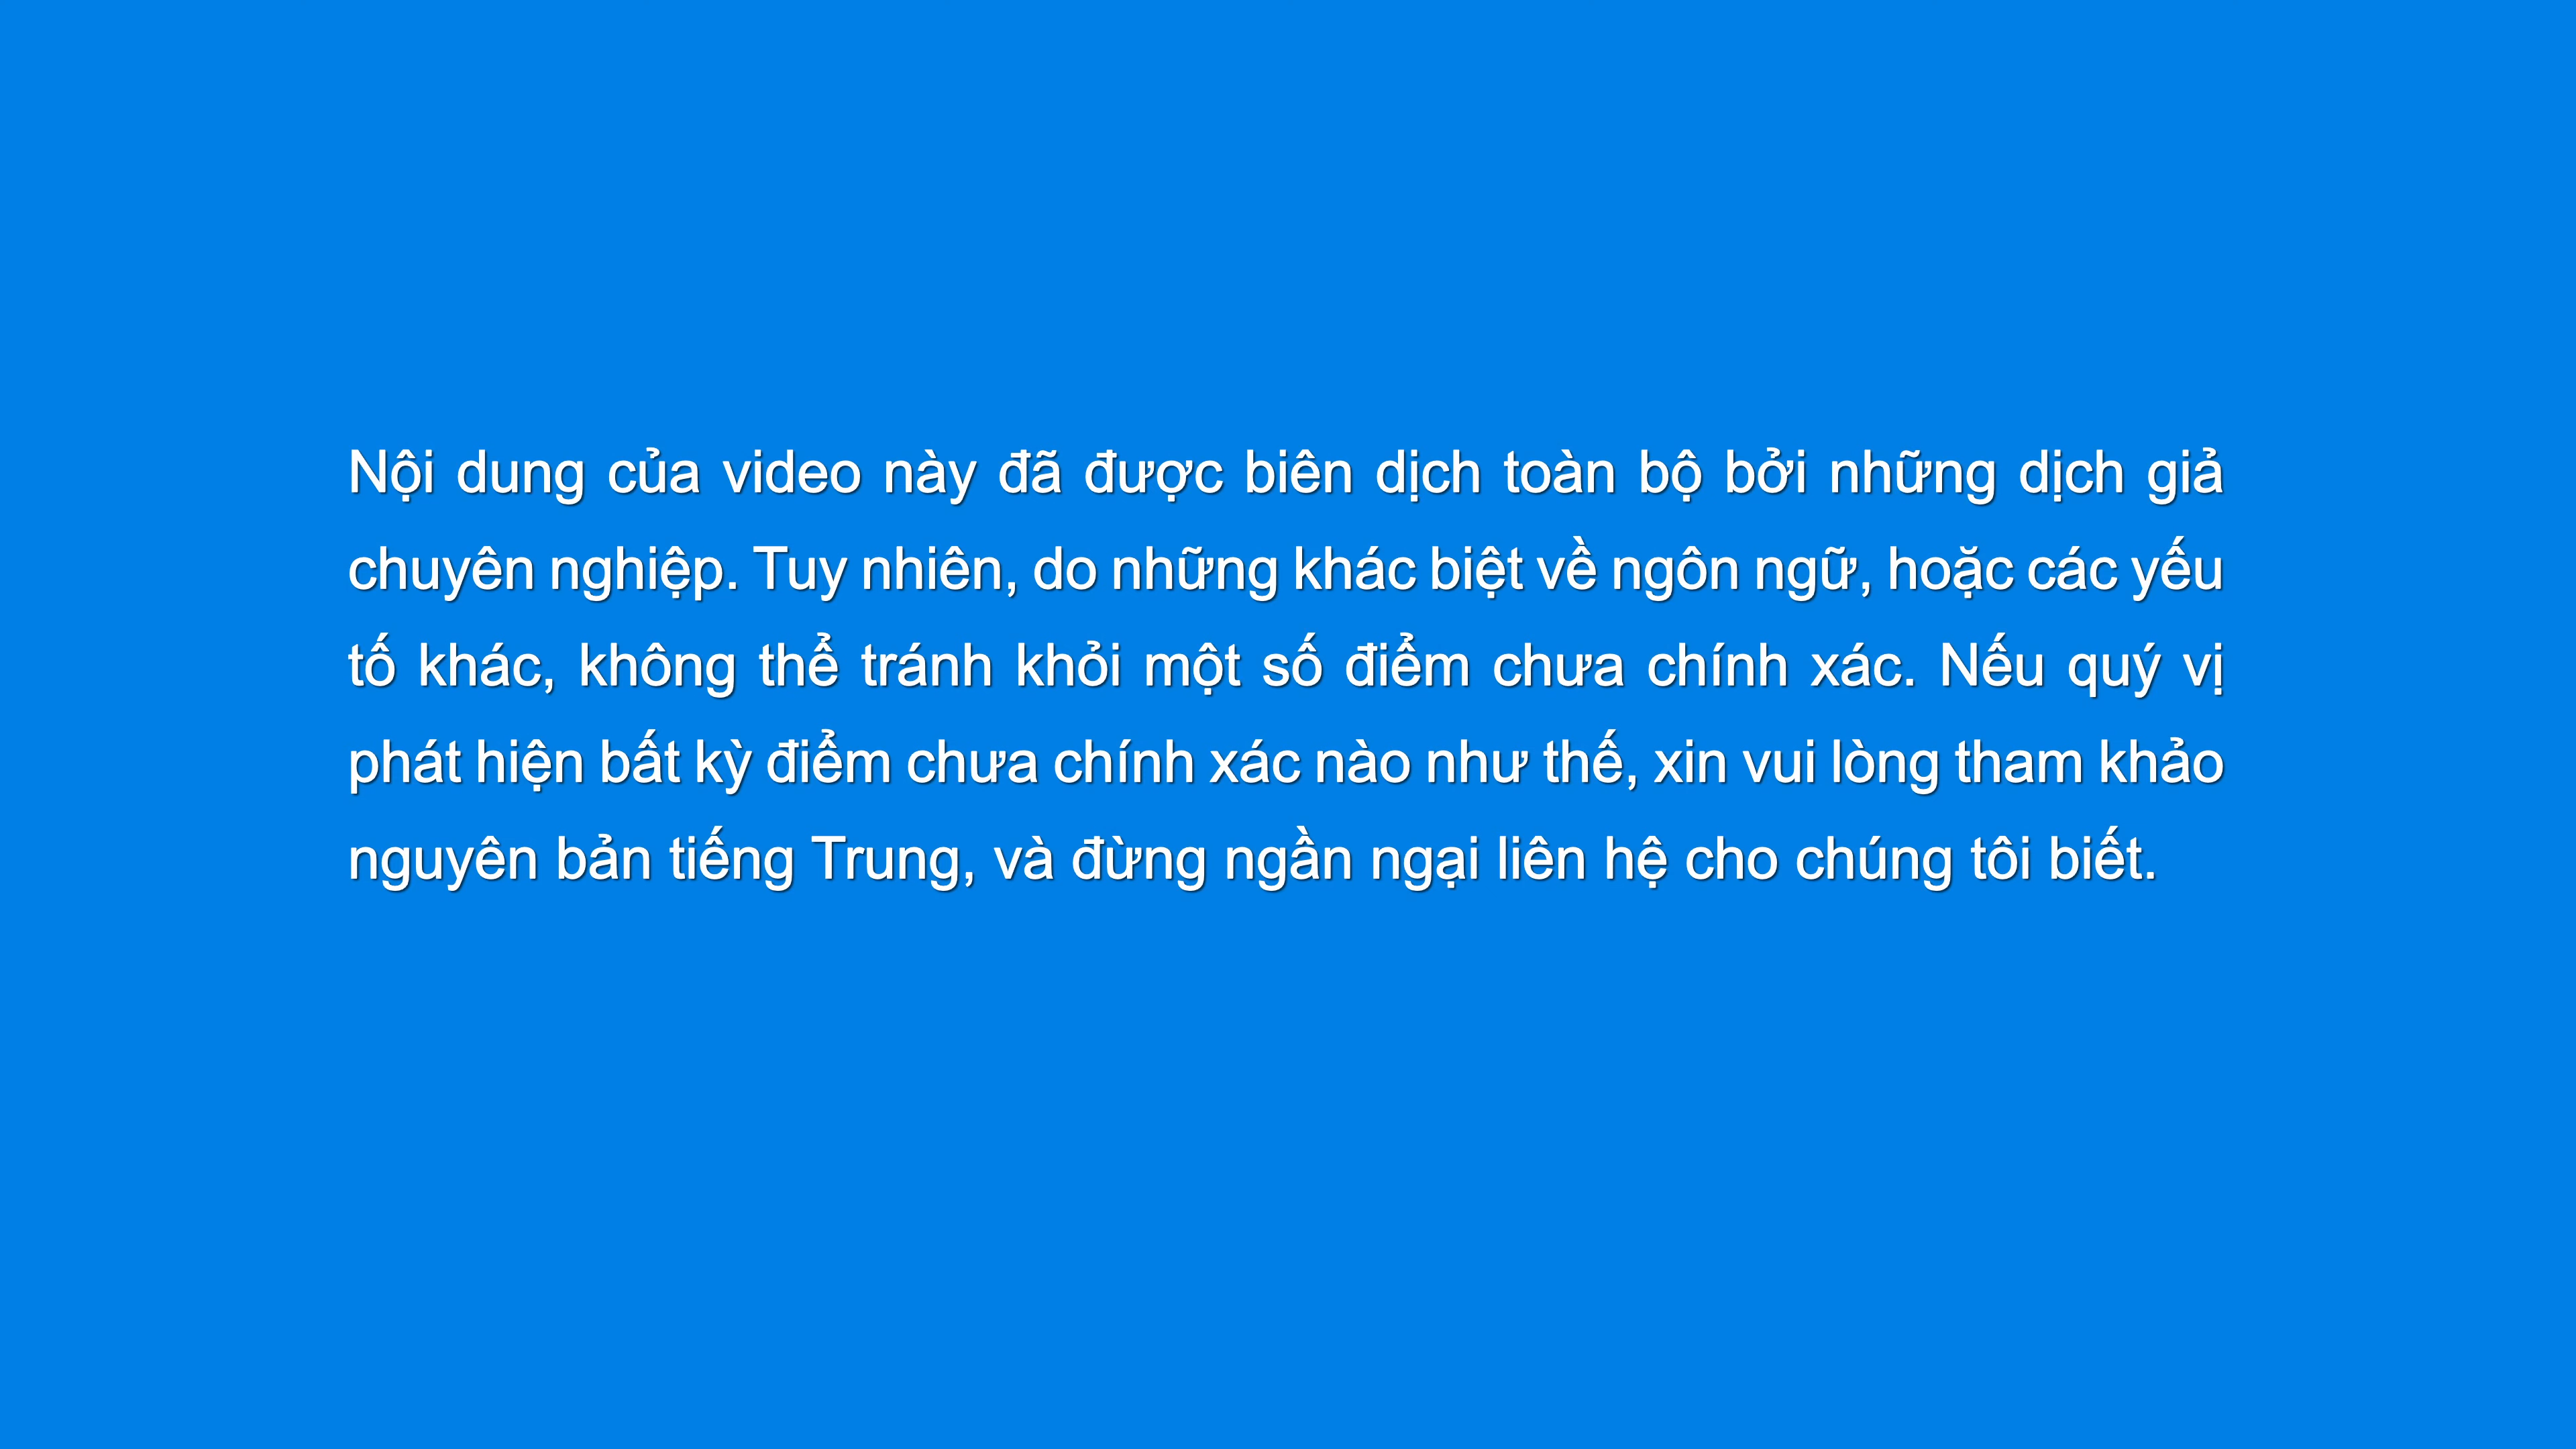 Nội dung của video này đã được biên dịch toàn bộ bởi những dịch giả
chuyên nghiệp. Tuy nhiên, do những khác biệt về ngôn ngữ, hoặc các yếu
tố khác, không thể tránh khỏi một số điểm chưa chính xác. Nếu quý vị
phát hiện bất kỳ điểm chưa chính xác nào như thế, xin vui lòng tham khảo
nguyên bản tiếng Trung, và đừng ngần ngại liên hệ cho chúng tôi biết.